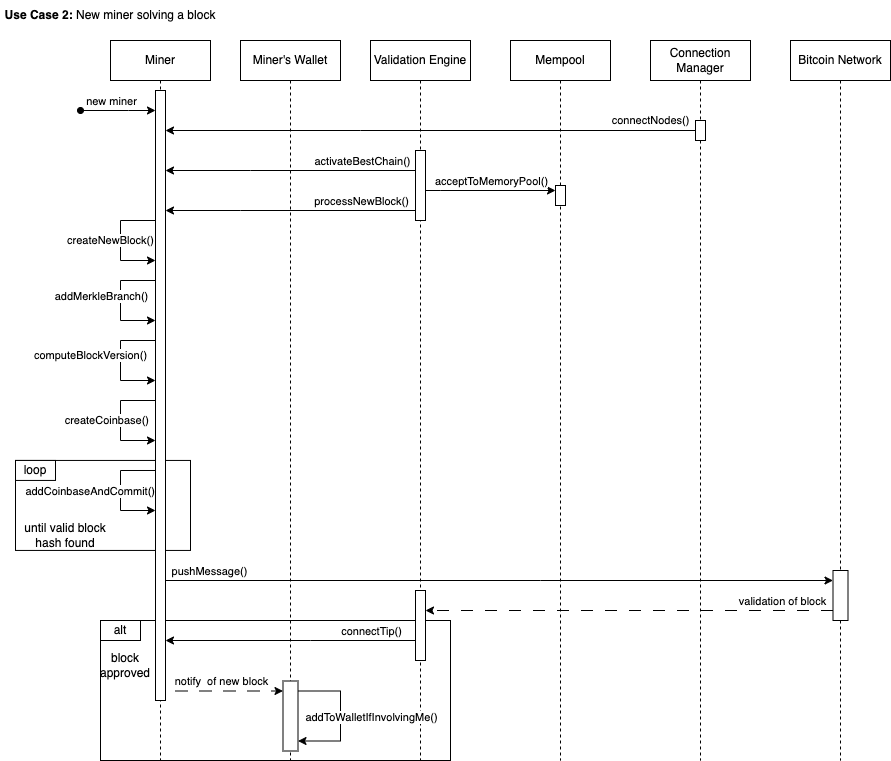 Use Case 2: New miner solving a block
Miner
Miner's Wallet
Validation Engine
Mempool
Connection
Manager
Bitcoin Network
new miner
connectNodes()
activateBestChain()
acceptToMemoryPool()
processNewBlock()
createNewBlock()
addMerkleBranch()
computeBlockVersion()
createCoinbase()
loop
addCoinbaseAndCommit()
until valid block
hash found
pushMessage()
validation of block
alt
connectTip()
block
approved
notify of new block
addToWalletIfInvolvingMe()